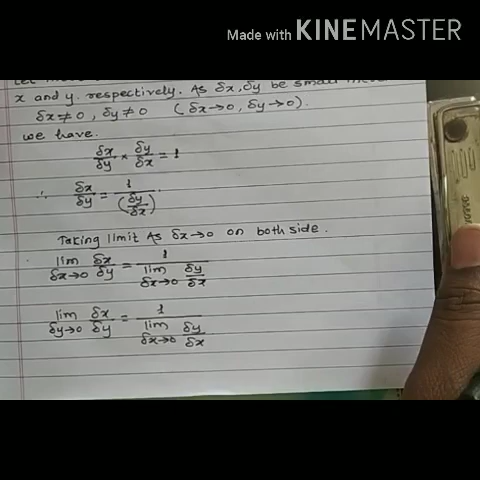 Made with KINEMASTER
x and y respectively. As δx, δy be small
δx ≠ 0, δy ≠ 0 (δx→0, δy→0).
we have.
δx/δy × δy/δx = 1
∴ δx/δy = 1/(δy/δx).
Taking limit As δx→0 on both side.
lim δx→0 δx/δy = 1/(lim δx→0 δy/δx)
lim δy→0 δx/δy = 1/(lim δx→0 δy/δx)